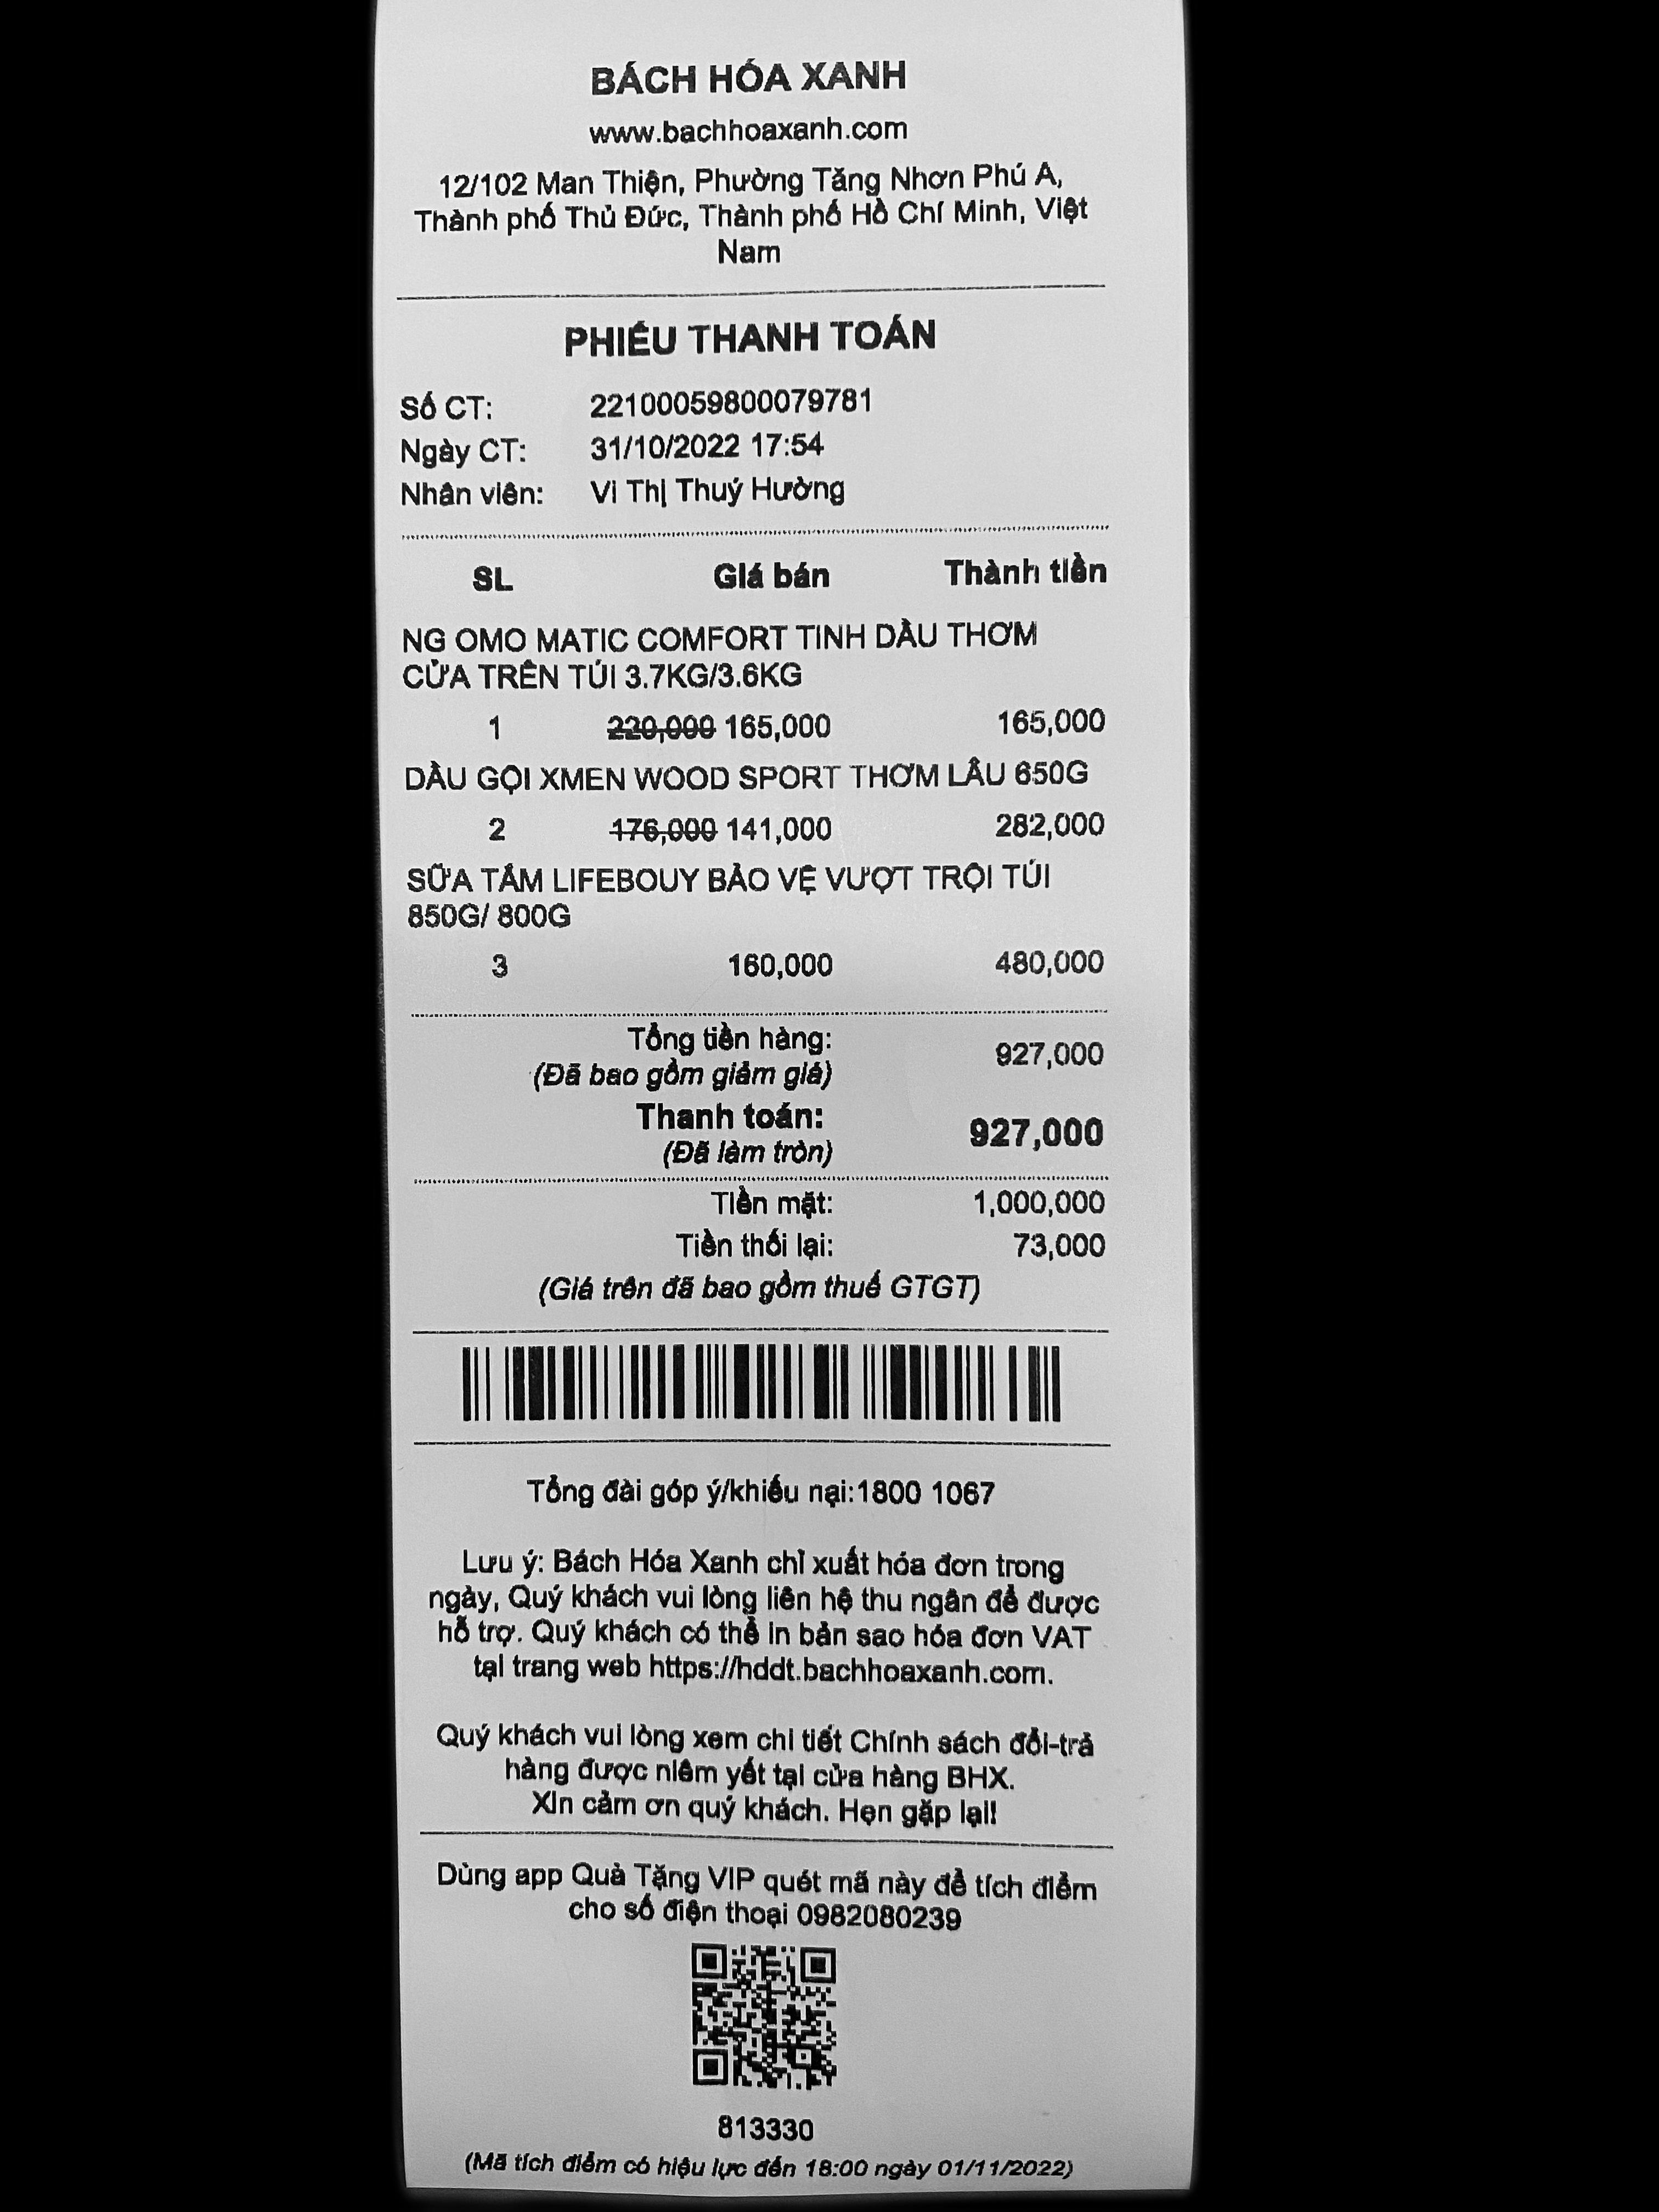 BÁCH HÓA XANH
www.bachhoaxanh.com
12/102 Man Thiện, Phường Tăng Nhơn Phú A,
Thành phố Thủ Đức, Thành phố Hồ Chí Minh, Việt
Nam
PHIẾU THANH TOÁN
Số CT: 22100059800079781
Ngày CT: 31/10/2022 17:54
Nhân viên: Vi Thị Thuý Hường
SL Giá bán Thành tiền
NG OMO MATIC COMFORT TINH DẦU THƠM
CỬA TRÊN TÚI 3.7KG/3.6KG
1 220,000 165,000 165,000
DẦU GỘI XMEN WOOD SPORT THƠM LÂU 650G
2 176,000 141,000 282,000
SỮA TẮM LIFEBOUY BẢO VỆ VƯỢT TRỘI TÚI
850G/ 800G
3 160,000 480,000
Tổng tiền hàng: 927,000
(Đã bao gồm giảm giá)
Thanh toán: 927,000
(Đã làm tròn)
Tiền mặt: 1,000,000
Tiền thối lại: 73,000
(Giá trên đã bao gồm thuế GTGT)
Tổng đài góp ý/khiếu nại:1800 1067
Lưu ý: Bách Hóa Xanh chỉ xuất hóa đơn trong
ngày, Quý khách vui lòng liên hệ thu ngân để được
hỗ trợ. Quý khách có thể in bản sao hóa đơn VAT
tại trang web https://hddt.bachhoaxanh.com.
Quý khách vui lòng xem chi tiết Chính sách đổi-trả
hàng được niêm yết tại cửa hàng BHX.
Xin cảm ơn quý khách. Hẹn gặp lại!
Dùng app Quà Tặng VIP quét mã này để tích điểm
cho số điện thoại 0982080239
813330
(Mã tích điểm có hiệu lực đến 18:00 ngày 01/11/2022)